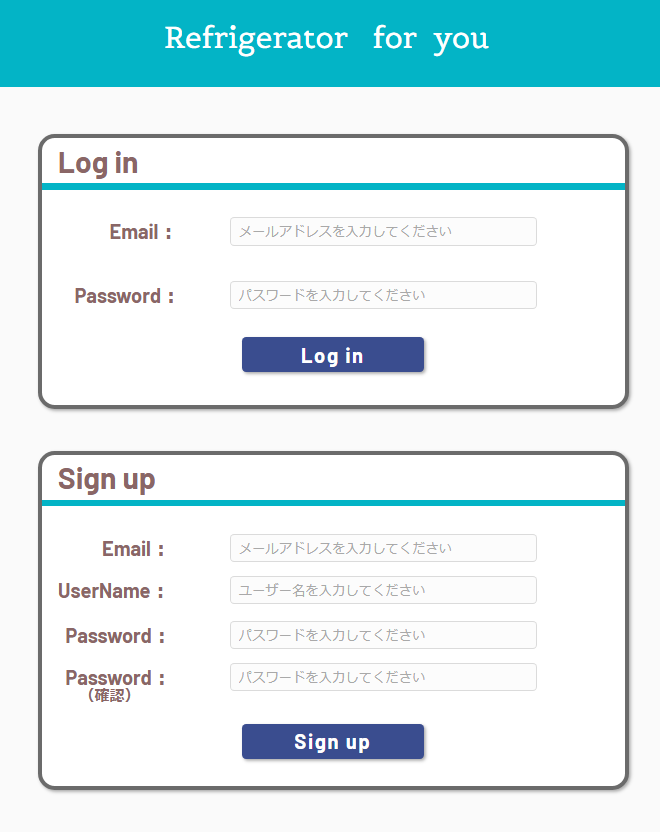 Refrigerator for you
Log in
Email： メールアドレスを入力してください
Password： パスワードを入力してください
Log in
Sign up
Email： メールアドレスを入力してください
UserName： ユーザー名を入力してください
Password： パスワードを入力してください
Password： パスワードを入力してください
（確認）
Sign up